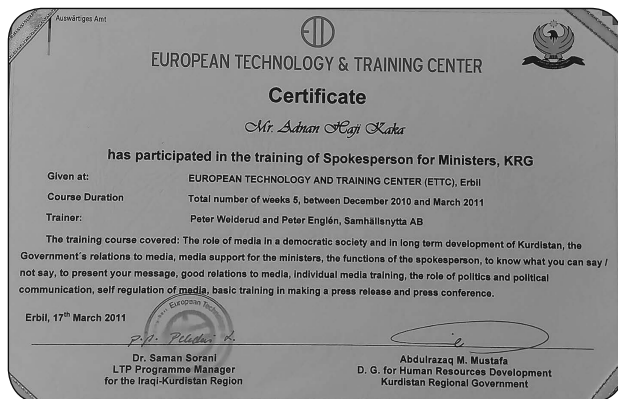 Auswärtiges Amt
EUROPEAN TECHNOLOGY & TRAINING CENTER
Certificate
Mr. Adnan Haji Kaka
has participated in the training of Spokesperson for Ministers, KRG
Given at: EUROPEAN TECHNOLOGY AND TRAINING CENTER (ETTC), Erbil
Course Duration Total number of weeks 5, between December 2010 and March 2011
Trainer: Peter Weiderud and Peter Englén, Samhällsnytta AB
The training course covered: The role of media in a democratic society and in long term development of Kurdistan, the
Government´s relations to media, media support for the ministers, the functions of the spokesperson, to know what you can say /
not say, to present your message, good relations to media, individual media training, the role of politics and political
communication, self regulation of media, basic training in making a press release and press conference.
European Techno
Erbil, 17th March 2011
p.p.
Dr. Saman Sorani
LTP Programme Manager
for the Iraqi-Kurdistan Region
Abdulrazaq M. Mustafa
D. G. for Human Resources Development
Kurdistan Regional Government